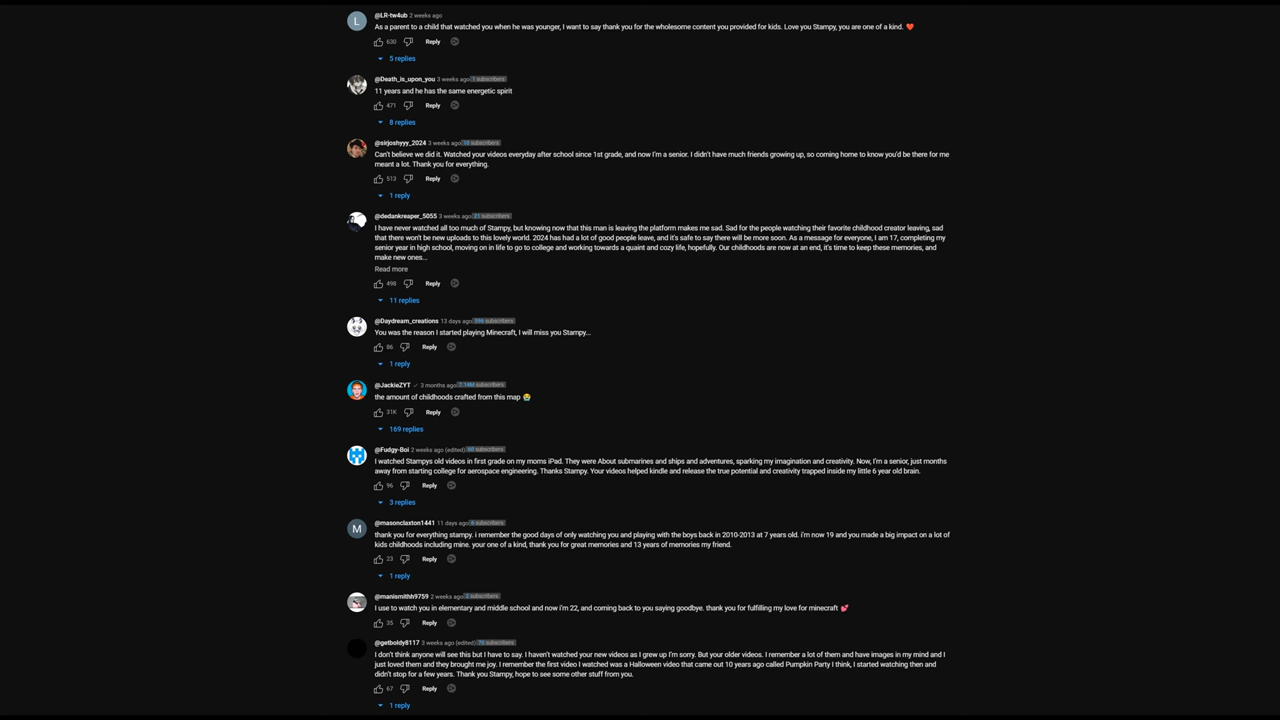 L
@LR-tw4ub 2 weeks ago
As a parent to a child that watched you when he was younger, I want to say thank you for the wholesome content you provided for kids. Love you Stampy, you are one of a kind. ❤️
630 Reply
5 replies
@Death_is_upon_you 3 weeks ago 1 subscribers
11 years and he has the same energetic spirit
471 Reply
8 replies
@sirjoshyyy_2024 3 weeks ago 10 subscribers
Can't believe we did it. Watched your videos everyday after school since 1st grade, and now I'm a senior. I didn't have much friends growing up, so coming home to know you'd be there for me
meant a lot. Thank you for everything.
513 Reply
1 reply
@dedankreaper_5055 3 weeks ago 21 subscribers
I have never watched all too much of Stampy, but knowing now that this man is leaving the platform makes me sad. Sad for the people watching their favorite childhood creator leaving, sad
that there won't be new uploads to this lovely world. 2024 has had a lot of good people leave, and it's safe to say there will be more soon. As a message for everyone, I am 17, completing my
senior year in high school, moving on in life to go to college and working towards a quaint and cozy life, hopefully. Our childhoods are now at an end, it's time to keep these memories, and
make new ones...
Read more
498 Reply
11 replies
@Daydream_creations 13 days ago 396 subscribers
You was the reason I started playing Minecraft, I will miss you Stampy...
86 Reply
1 reply
@JackieZYT ✓ 3 months ago 2.14M subscribers
the amount of childhoods crafted from this map 😭
31K Reply
169 replies
@Fudgy-Boi 2 weeks ago (edited) 60 subscribers
I watched Stampys old videos in first grade on my moms iPad. They were About submarines and ships and adventures, sparking my imagination and creativity. Now, I'm a senior, just months
away from starting college for aerospace engineering. Thanks Stampy. Your videos helped kindle and release the true potential and creativity trapped inside my little 6 year old brain.
96 Reply
3 replies
M
@masonclaxton1441 11 days ago 6 subscribers
thank you for everything stampy. i remember the good days of only watching you and playing with the boys back in 2010-2013 at 7 years old. i'm now 19 and you made a big impact on a lot of
kids childhoods including mine. your one of a kind, thank you for great memories and 13 years of memories my friend.
23 Reply
1 reply
@manismithh9759 2 weeks ago 2 subscribers
I use to watch you in elementary and middle school and now i'm 22, and coming back to you saying goodbye. thank you for fulfilling my love for minecraft 💕
35 Reply
@getboldy8117 3 weeks ago (edited) 79 subscribers
I don't think anyone will see this but I have to say. I haven't watched your new videos as I grew up I'm sorry. But your older videos. I remember a lot of them and have images in my mind and I
just loved them and they brought me joy. I remember the first video I watched was a Halloween video that came out 10 years ago called Pumpkin Party I think, I started watching then and
didn't stop for a few years. Thank you Stampy, hope to see some other stuff from you.
67 Reply
1 reply